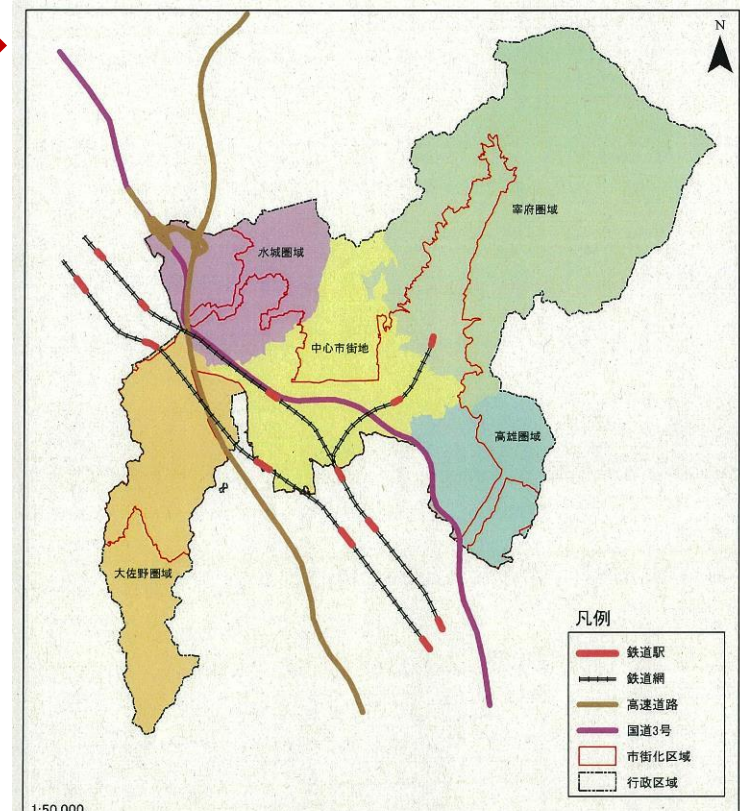 N
宰府圏域
水城圏域
中心市街地
高雄圏域
大佐野圏域
凡例
鉄道駅
鉄道網
高速道路
国道3号
市街化区域
行政区域
1:50,000